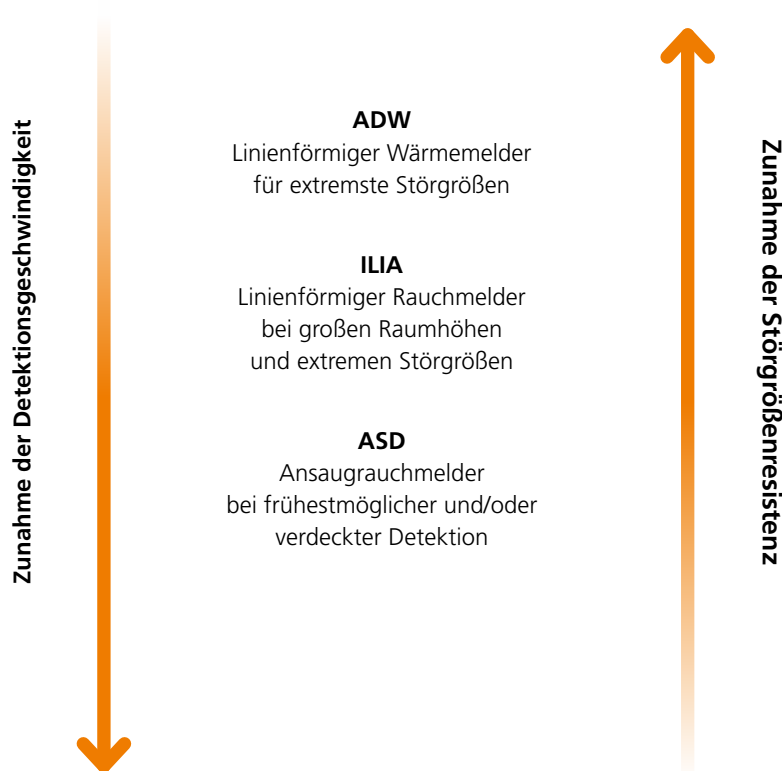 Zunahme der Detektionsgeschwindigkeit
ADW
Linienförmiger Wärmemelder
für extremste Störgrößen
ILIA
Linienförmiger Rauchmelder
bei großen Raumhöhen
und extremen Störgrößen
ASD
Ansaugrauchmelder
bei frühestmöglicher und/oder
verdeckter Detektion
Zunahme der Störgrößenresistenz